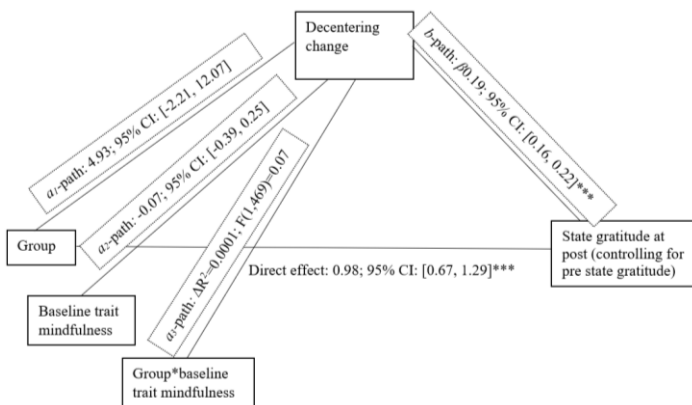 Decentering
change
a₁-path: 4.93; 95% CI: [-2.21, 12.07]
a₂-path: -0.07; 95% CI: [-0.39, 0.25]
a₃-path: ΔR²=0.0001; F(1,469)=0.07
b-path: β0.19; 95% CI: [0.16, 0.22]***
Group
State gratitude at
post (controlling for
pre state gratitude)
Direct effect: 0.98; 95% CI: [0.67, 1.29]***
Baseline trait
mindfulness
Group*baseline
trait mindfulness